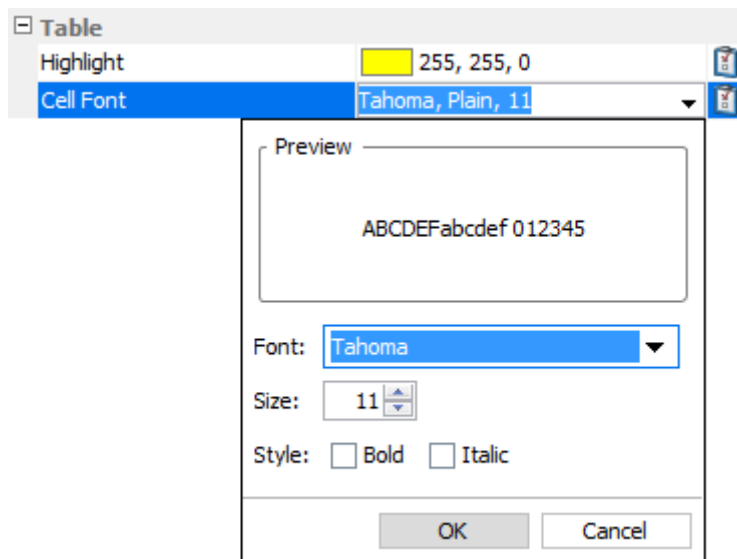 Table
Highlight 255, 255, 0
Cell Font Tahoma, Plain, 11
Preview
ABCDEFabcdef 012345
Font: Tahoma
Size: 11
Style: Bold Italic
OK Cancel